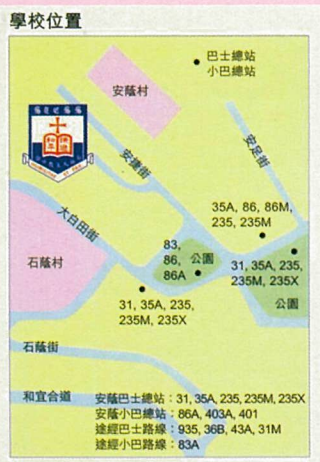 學校位置
巴士總站
小巴總站
安蔭村
安捷街
安足街
大白田街
35A, 86, 86M,
235, 235M
83,
86,
86A
公園
31, 35A, 235,
235M, 235X
石蔭村
公園
31, 35A, 235,
235M, 235X
石蔭街
和宜合道
安蔭巴士總站：31, 35A, 235, 235M, 235X
安蔭小巴總站：86A, 403A, 401
途經巴士路線：935, 36B, 43A, 31M
途經小巴路線：83A